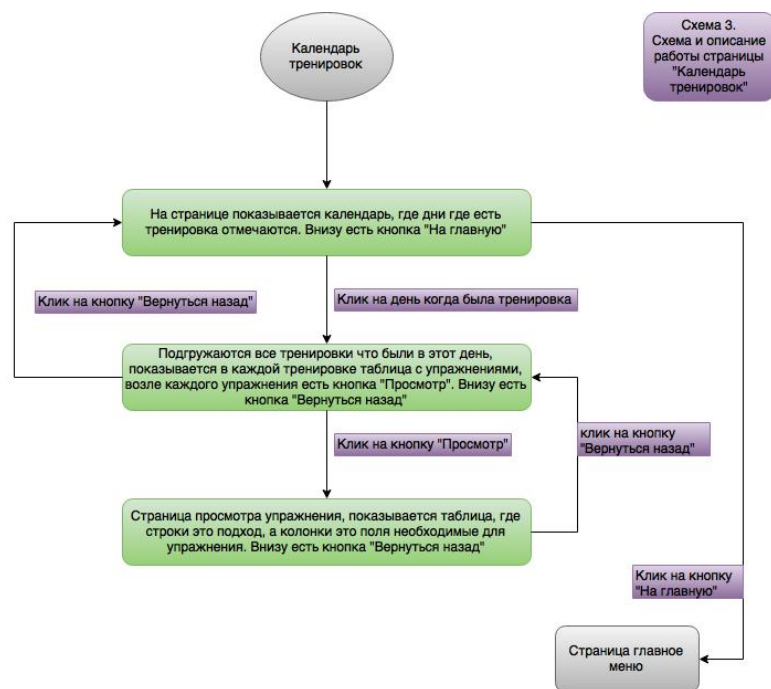 Календарь
тренировок
Схема 3.
Схема и описание
работы страницы
"Календарь
тренировок"
На странице показывается календарь, где дни где есть
тренировка отмечаются. Внизу есть кнопка "На главную"
Клик на кнопку "Вернуться назад"
Клик на день когда была тренировка
Подгружаются все тренировки что были в этот день,
показывается в каждой тренировке таблица с упражнениями,
возле каждого упражнения есть кнопка "Просмотр". Внизу есть
кнопка "Вернуться назад"
Клик на кнопку "Просмотр"
клик на кнопку
"Вернуться назад"
Страница просмотра упражнения, показывается таблица, где
строки это подход, а колонки это поля необходимые для
упражнения. Внизу есть кнопка "Вернуться назад"
Клик на кнопку
"На главную"
Страница главное
меню